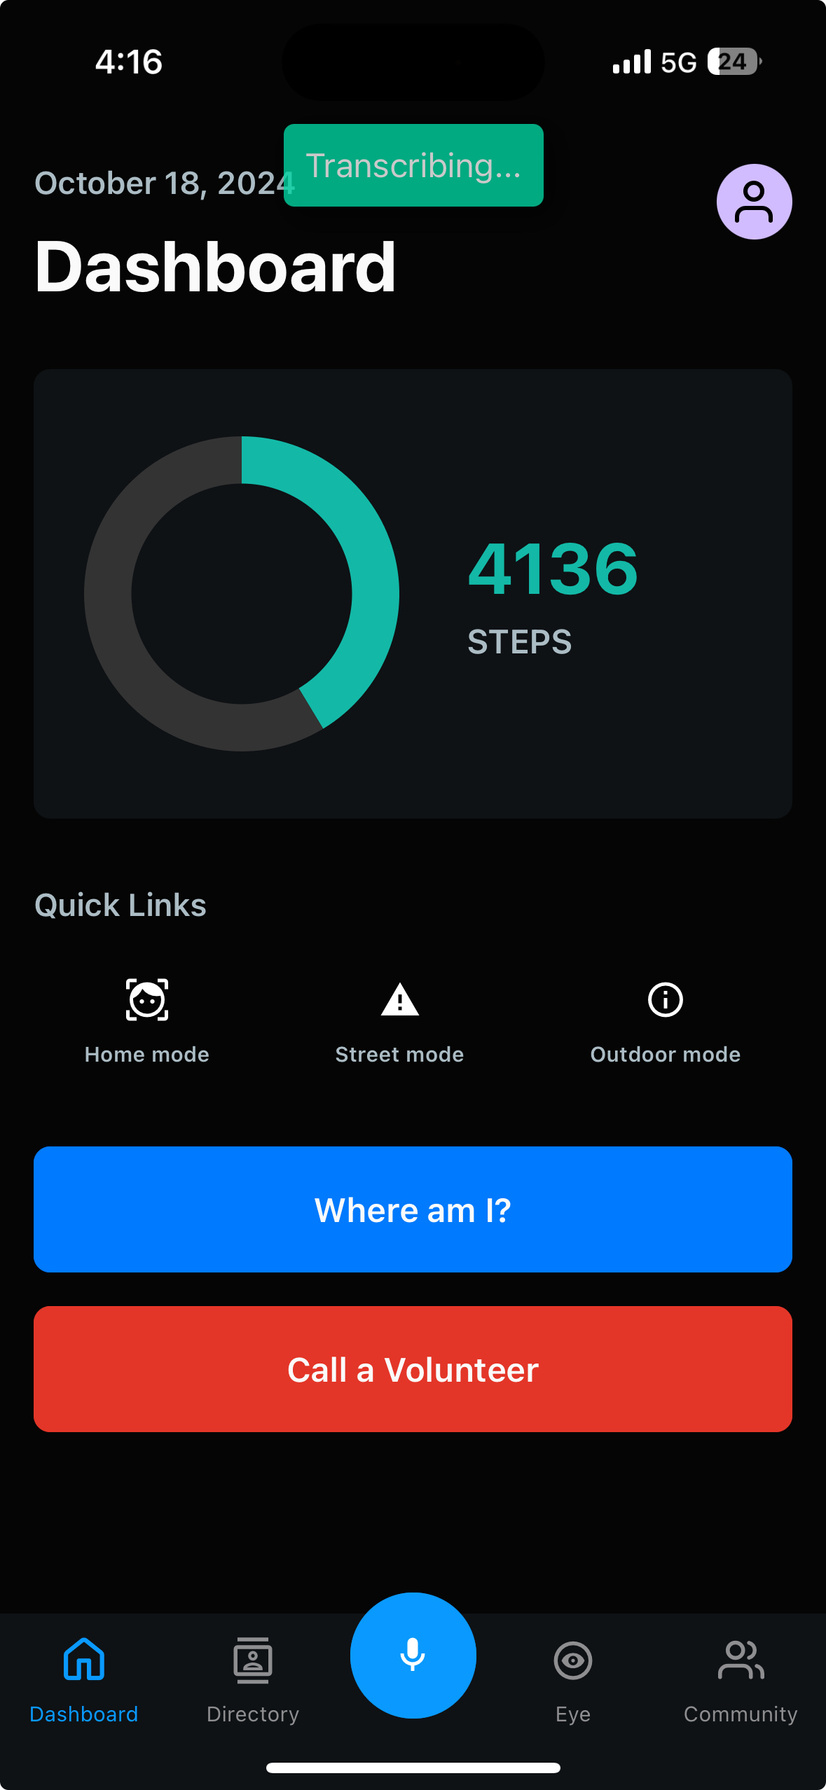 4:16
5G
24
Transcribing...
October 18, 2024
Dashboard
4136
STEPS
Quick Links
Home mode
Street mode
Outdoor mode
Where am I?
Call a Volunteer
Dashboard
Directory
Eye
Community